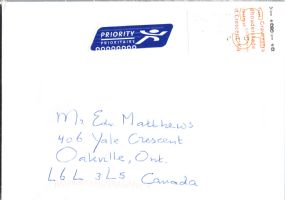 PRIORITY
PRIORITAIRE
Mr Ed Matthews
406 Yale Crescent
Oakville, Ont.
L6L 3L5 Canada